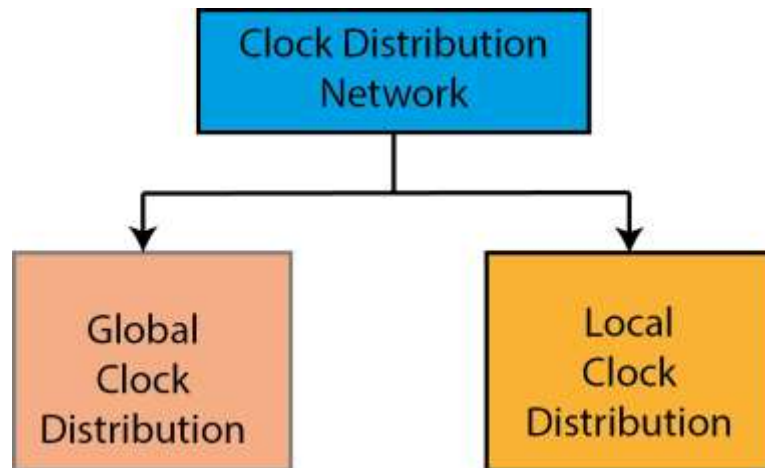 Clock Distribution
Network
Global
Clock
Distribution
Local
Clock
Distribution